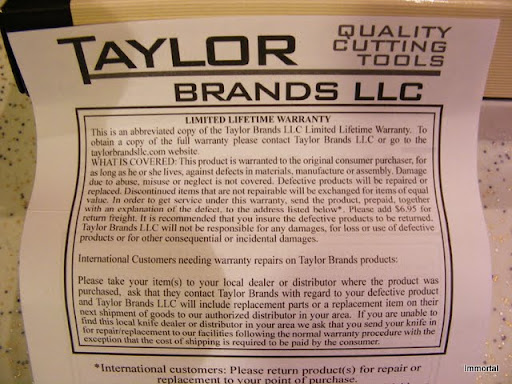 TAYLOR
QUALITY
CUTTING
TOOLS
BRANDS LLC
LIMITED LIFETIME WARRANTY
This is an abbreviated copy of the Taylor Brands LLC Limited Lifetime Warranty. To
obtain a copy of the full warranty please contact Taylor Brands LLC or go to the
taylorbrandsllc.com website.
WHAT IS COVERED: This product is warranted to the original consumer purchaser, for
as long as he or she lives, against defects in materials, manufacture or assembly. Damage
due to abuse, misuse or neglect is not covered. Defective products will be repaired or
replaced. Discontinued items that are not repairable will be exchanged for items of equal
value. In order to get service under this warranty, send the product, prepaid, together
with an explanation of the defect, to the address listed below*. Please add $6.95 for
return freight. It is recommended that you insure the defective products to be returned.
Taylor Brands LLC will not be responsible for any damages, for loss or use of defective
products or for other consequential or incidental damages.
International Customers needing warranty repairs on Taylor Brands products:
Please take your item(s) to your local dealer or distributor where the product was
purchased, ask that they contact Taylor Brands with regard to your defective product
and Taylor Brands LLC will include replacement parts or a replacement item on their
next shipment of goods to our authorized distributor in your area. If you are unable to
find this local knife dealer or distributor in your area we ask that you send your knife in
for repair/replacement to our facilities following the normal warranty procedure with the
exception that the cost of shipping is required to be paid by the consumer.
*International customers: Please return product(s) for repair or
replacement to your point of purchase.
Immortal